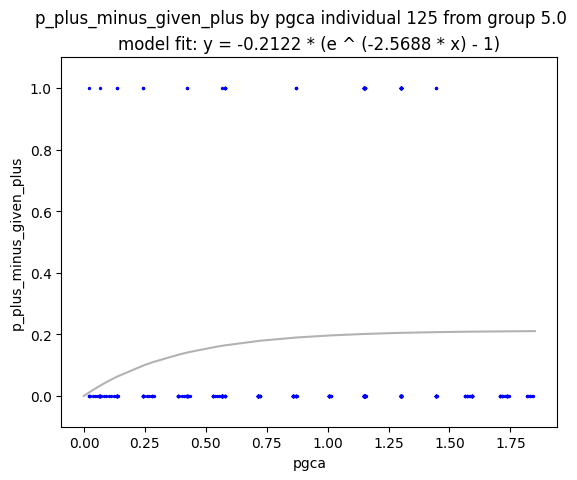 p_plus_minus_given_plus by pgca individual 125 from group 5.0
model fit: y = -0.2122 * (e ^ (-2.5688 * x) - 1)
p_plus_minus_given_plus
1.0
0.8
0.6
0.4
0.2
0.0
0.00 0.25 0.50 0.75 1.00 1.25 1.50 1.75
pgca